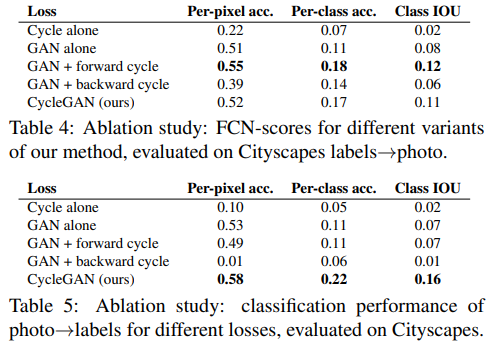 Loss Per-pixel acc. Per-class acc. Class IOU
Cycle alone 0.22 0.07 0.02
GAN alone 0.51 0.11 0.08
GAN + forward cycle 0.55 0.18 0.12
GAN + backward cycle 0.39 0.14 0.06
CycleGAN (ours) 0.52 0.17 0.11
Table 4: Ablation study: FCN-scores for different variants
of our method, evaluated on Cityscapes labels→photo.
Loss Per-pixel acc. Per-class acc. Class IOU
Cycle alone 0.10 0.05 0.02
GAN alone 0.53 0.11 0.07
GAN + forward cycle 0.49 0.11 0.07
GAN + backward cycle 0.01 0.06 0.01
CycleGAN (ours) 0.58 0.22 0.16
Table 5: Ablation study: classification performance of
photo→labels for different losses, evaluated on Cityscapes.